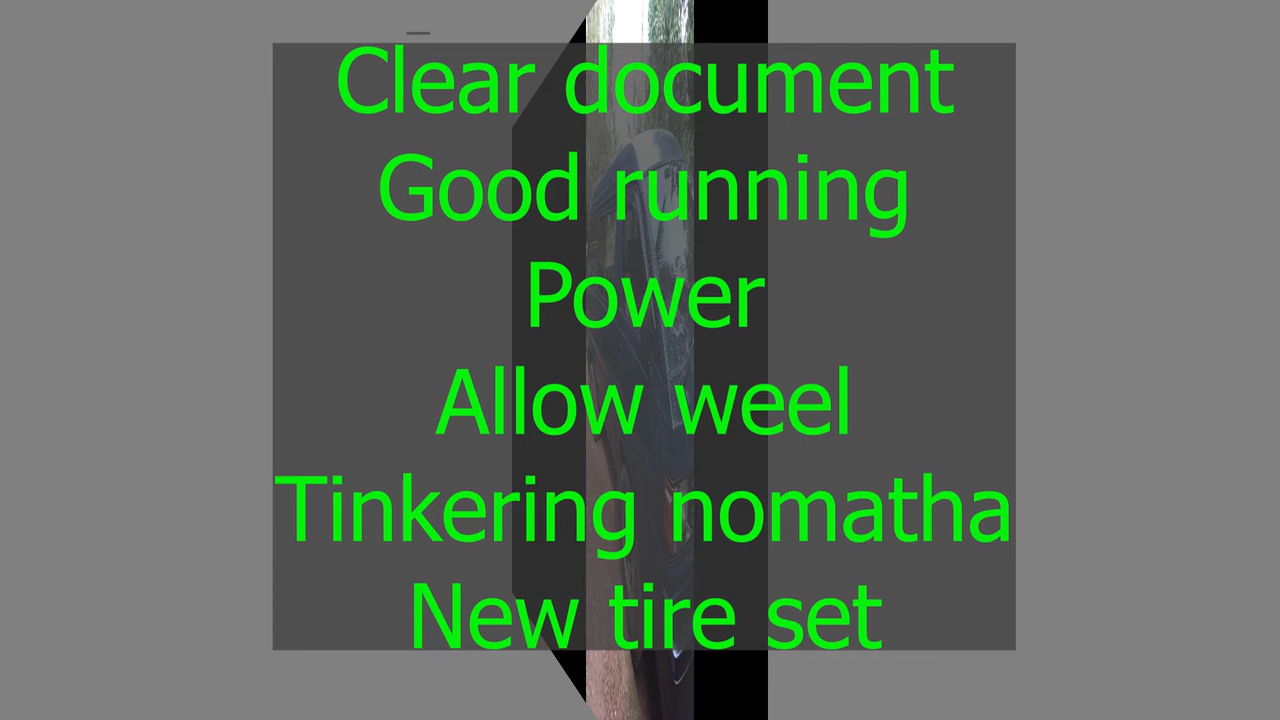 Clear document
Good running
Power
Allow weel
Tinkering nomatha
New tire set